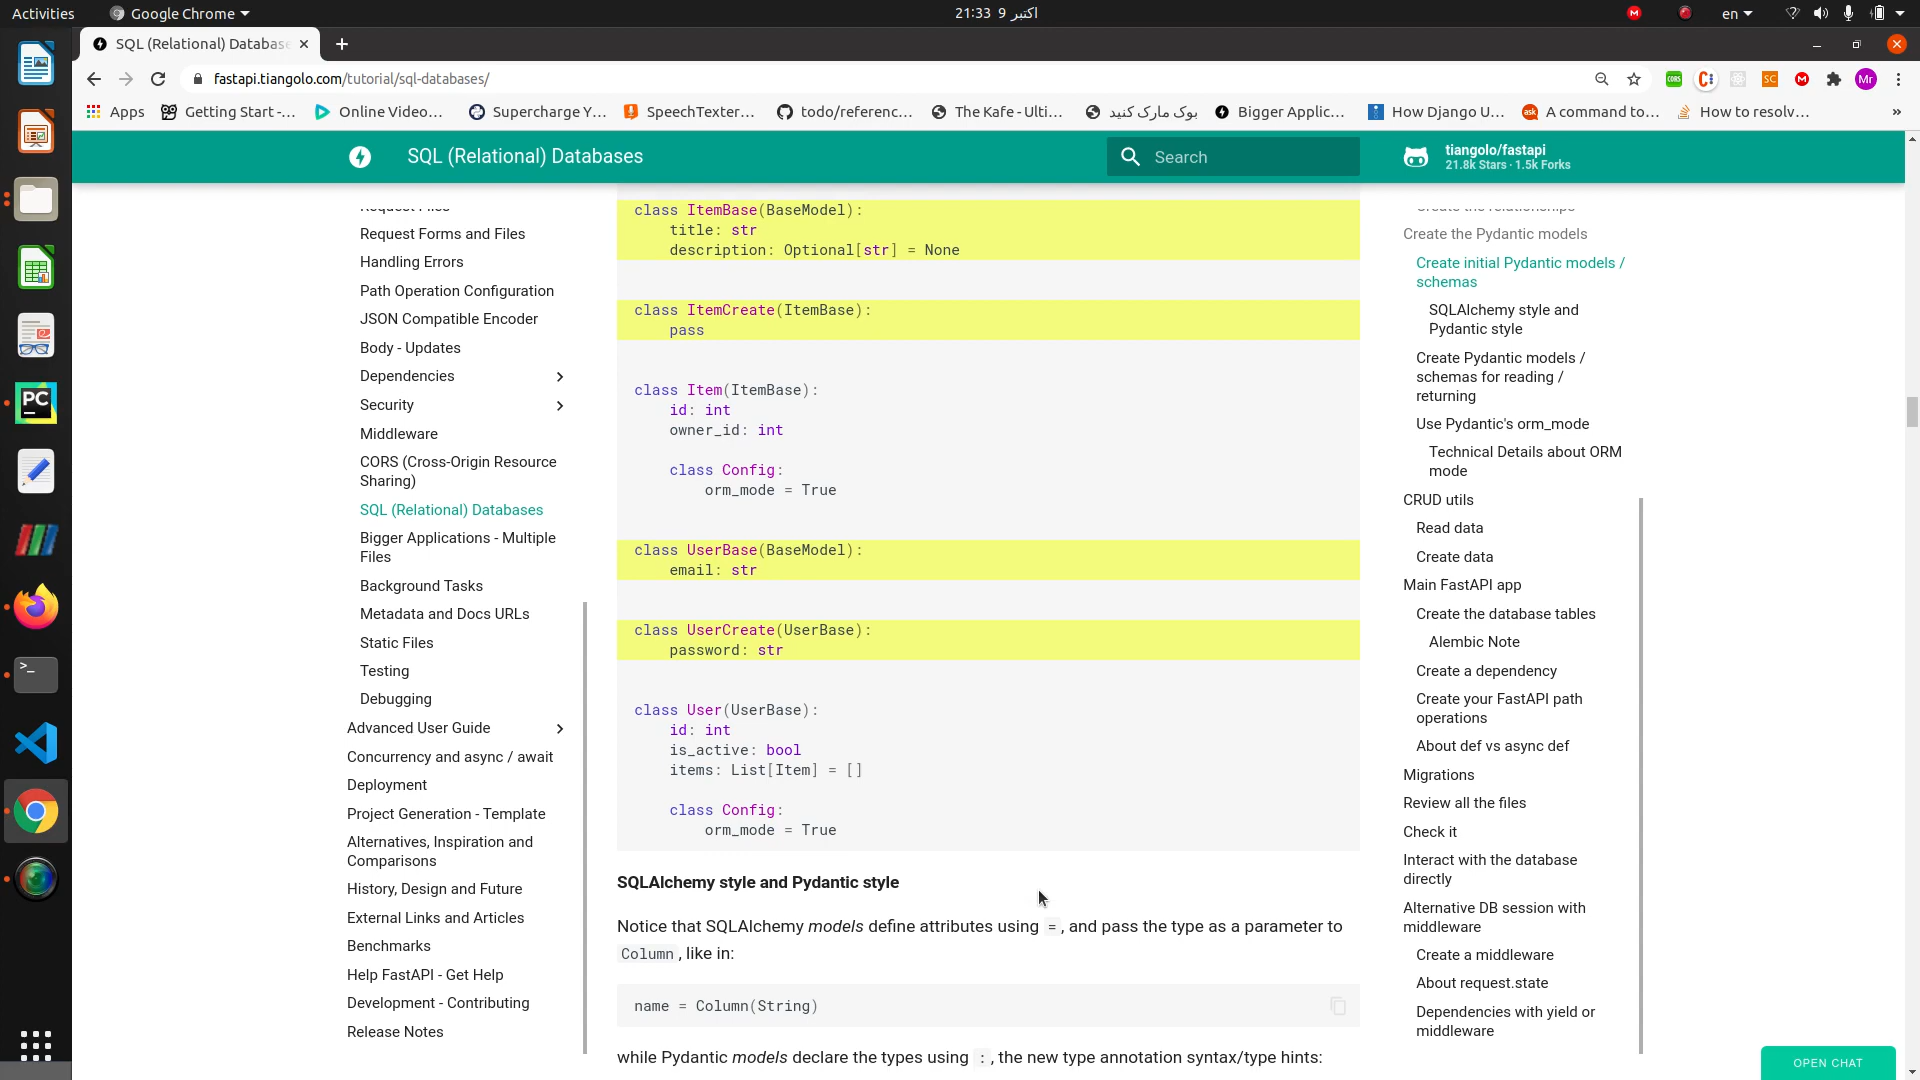 Activities
Google Chrome
21:33 9 اکتبر
en
SQL (Relational) Database
fastapi.tiangolo.com/tutorial/sql-databases/
CORS
SC
M
Mr
Apps
Getting Start -...
Online Video...
Supercharge Y...
SpeechTexter...
todo/referenc...
The Kafe - Ulti...
بوک مارک کنید
Bigger Applic...
How Django U...
ask
A command to...
How to resolv...
»
SQL (Relational) Databases
Search
tiangolo/fastapi
21.8k Stars · 1.5k Forks
Request Files
Request Forms and Files
Handling Errors
Path Operation Configuration
JSON Compatible Encoder
Body - Updates
Dependencies
Security
Middleware
CORS (Cross-Origin Resource
Sharing)
SQL (Relational) Databases
Bigger Applications - Multiple
Files
Background Tasks
Metadata and Docs URLs
Static Files
Testing
Debugging
Advanced User Guide
Concurrency and async / await
Deployment
Project Generation - Template
Alternatives, Inspiration and
Comparisons
History, Design and Future
External Links and Articles
Benchmarks
Help FastAPI - Get Help
Development - Contributing
Release Notes
class ItemBase(BaseModel):
title: str
description: Optional[str] = None
class ItemCreate(ItemBase):
pass
class Item(ItemBase):
id: int
owner_id: int
class Config:
orm_mode = True
class UserBase(BaseModel):
email: str
class UserCreate(UserBase):
password: str
class User(UserBase):
id: int
is_active: bool
items: List[Item] = []
class Config:
orm_mode = True
SQLAlchemy style and Pydantic style
Notice that SQLAlchemy models define attributes using = , and pass the type as a parameter to
Column , like in:
name = Column(String)
while Pydantic models declare the types using : , the new type annotation syntax/type hints:
Create the relationships
Create the Pydantic models
Create initial Pydantic models /
schemas
SQLAlchemy style and
Pydantic style
Create Pydantic models /
schemas for reading /
returning
Use Pydantic's orm_mode
Technical Details about ORM
mode
CRUD utils
Read data
Create data
Main FastAPI app
Create the database tables
Alembic Note
Create a dependency
Create your FastAPI path
operations
About def vs async def
Migrations
Review all the files
Check it
Interact with the database
directly
Alternative DB session with
middleware
Create a middleware
About request.state
Dependencies with yield or
middleware
OPEN CHAT
PC
>_